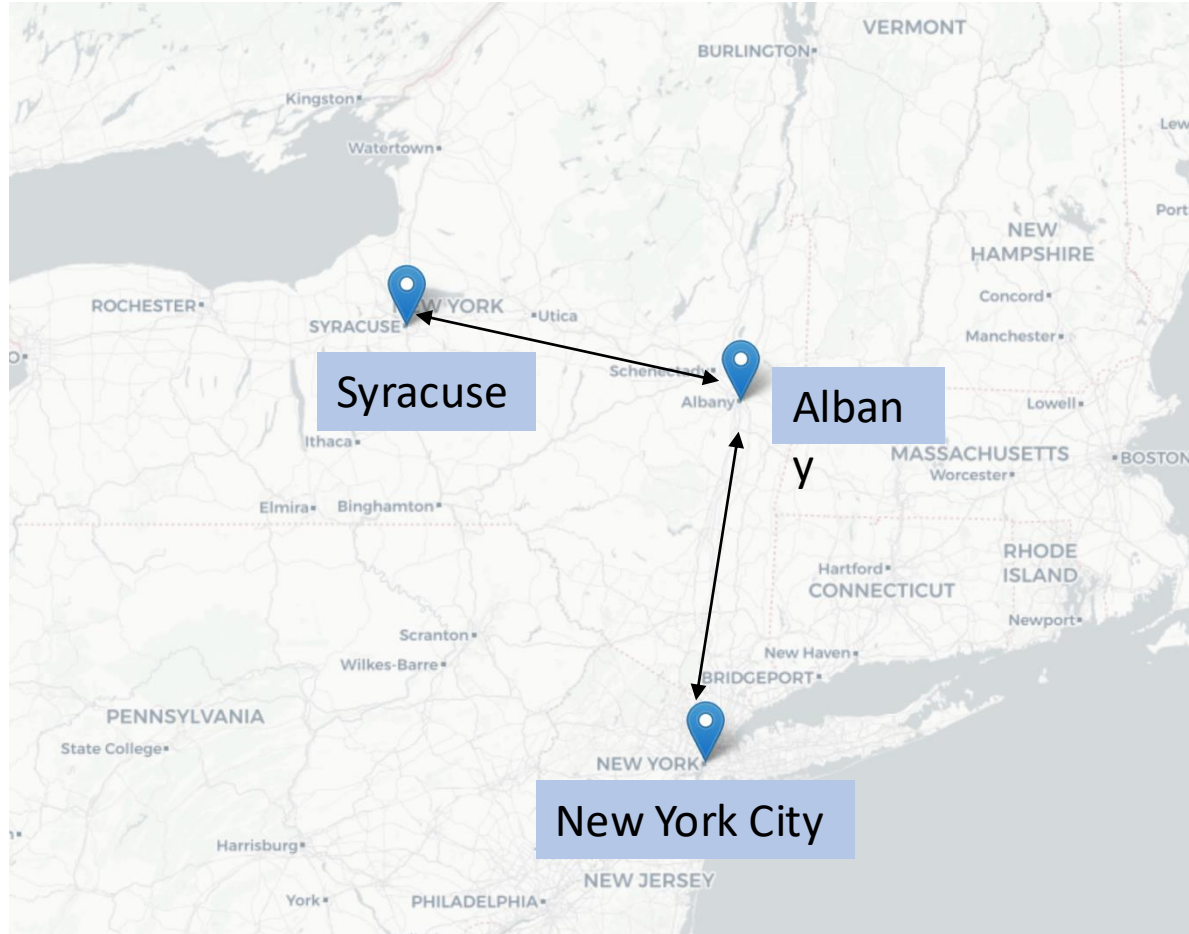 VERMONT
BURLINGTON
Kingston
Lew
Watertown
Port
NEW
HAMPSHIRE
ROCHESTER
NEW YORK
Concord
Utica
SYRACUSE
Manchester
Schenectady
Syracuse
Albany
Alban
y
Lowell
Ithaca
MASSACHUSETTS
BOSTON
Worcester
Elmira
Binghamton
RHODE
ISLAND
Hartford
CONNECTICUT
Newport
Scranton
New Haven
Wilkes-Barre
BRIDGEPORT
PENNSYLVANIA
State College
NEW YORK
New York City
Harrisburg
NEW JERSEY
York
PHILADELPHIA